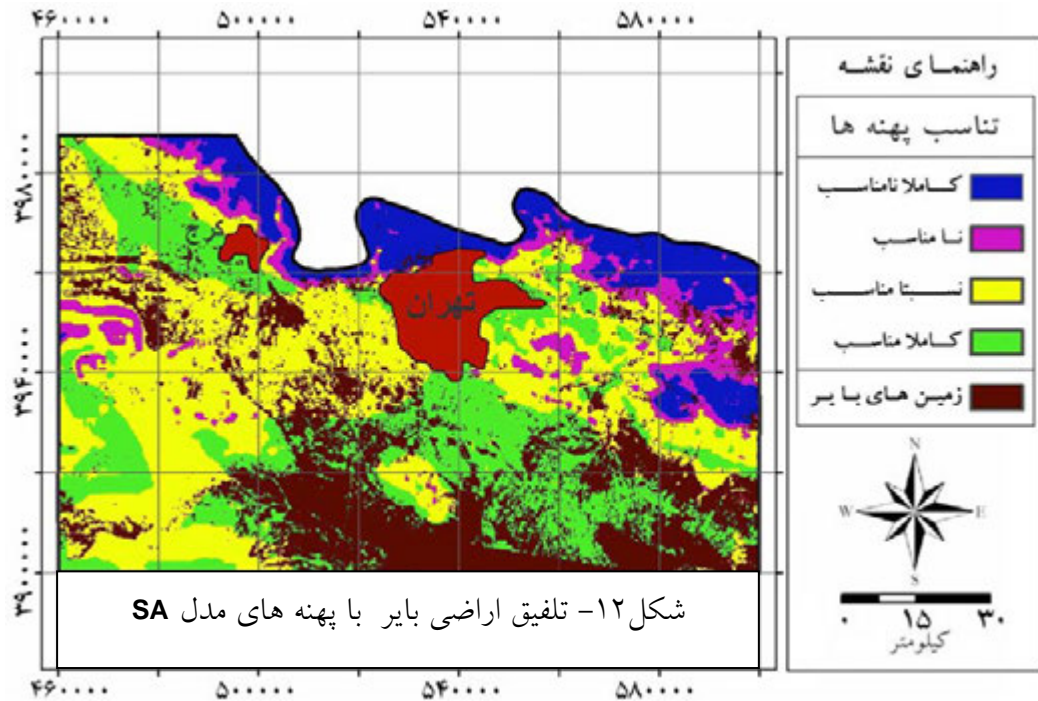 ۴۶۰۰۰۰ ۵۰۰۰۰۰ ۵۴۰۰۰۰ ۵۸۰۰۰۰
راهنمای نقشه
تناسب پهنه ها
کاملا نامناسب
نا مناسب
نسبتا مناسب
کاملا مناسب
زمین های بایر
۳۹۸۰۰۰۰
۳۹۴۰۰۰۰
۳۹۰۰۰۰۰
کرج
تهران
N
W E
S
۰ ۱۵ ۳۰
کیلومتر
شکل۱۲- تلفیق اراضی بایر با پهنه های مدل SA
۴۶۰۰۰۰ ۵۰۰۰۰۰ ۵۴۰۰۰۰ ۵۸۰۰۰۰